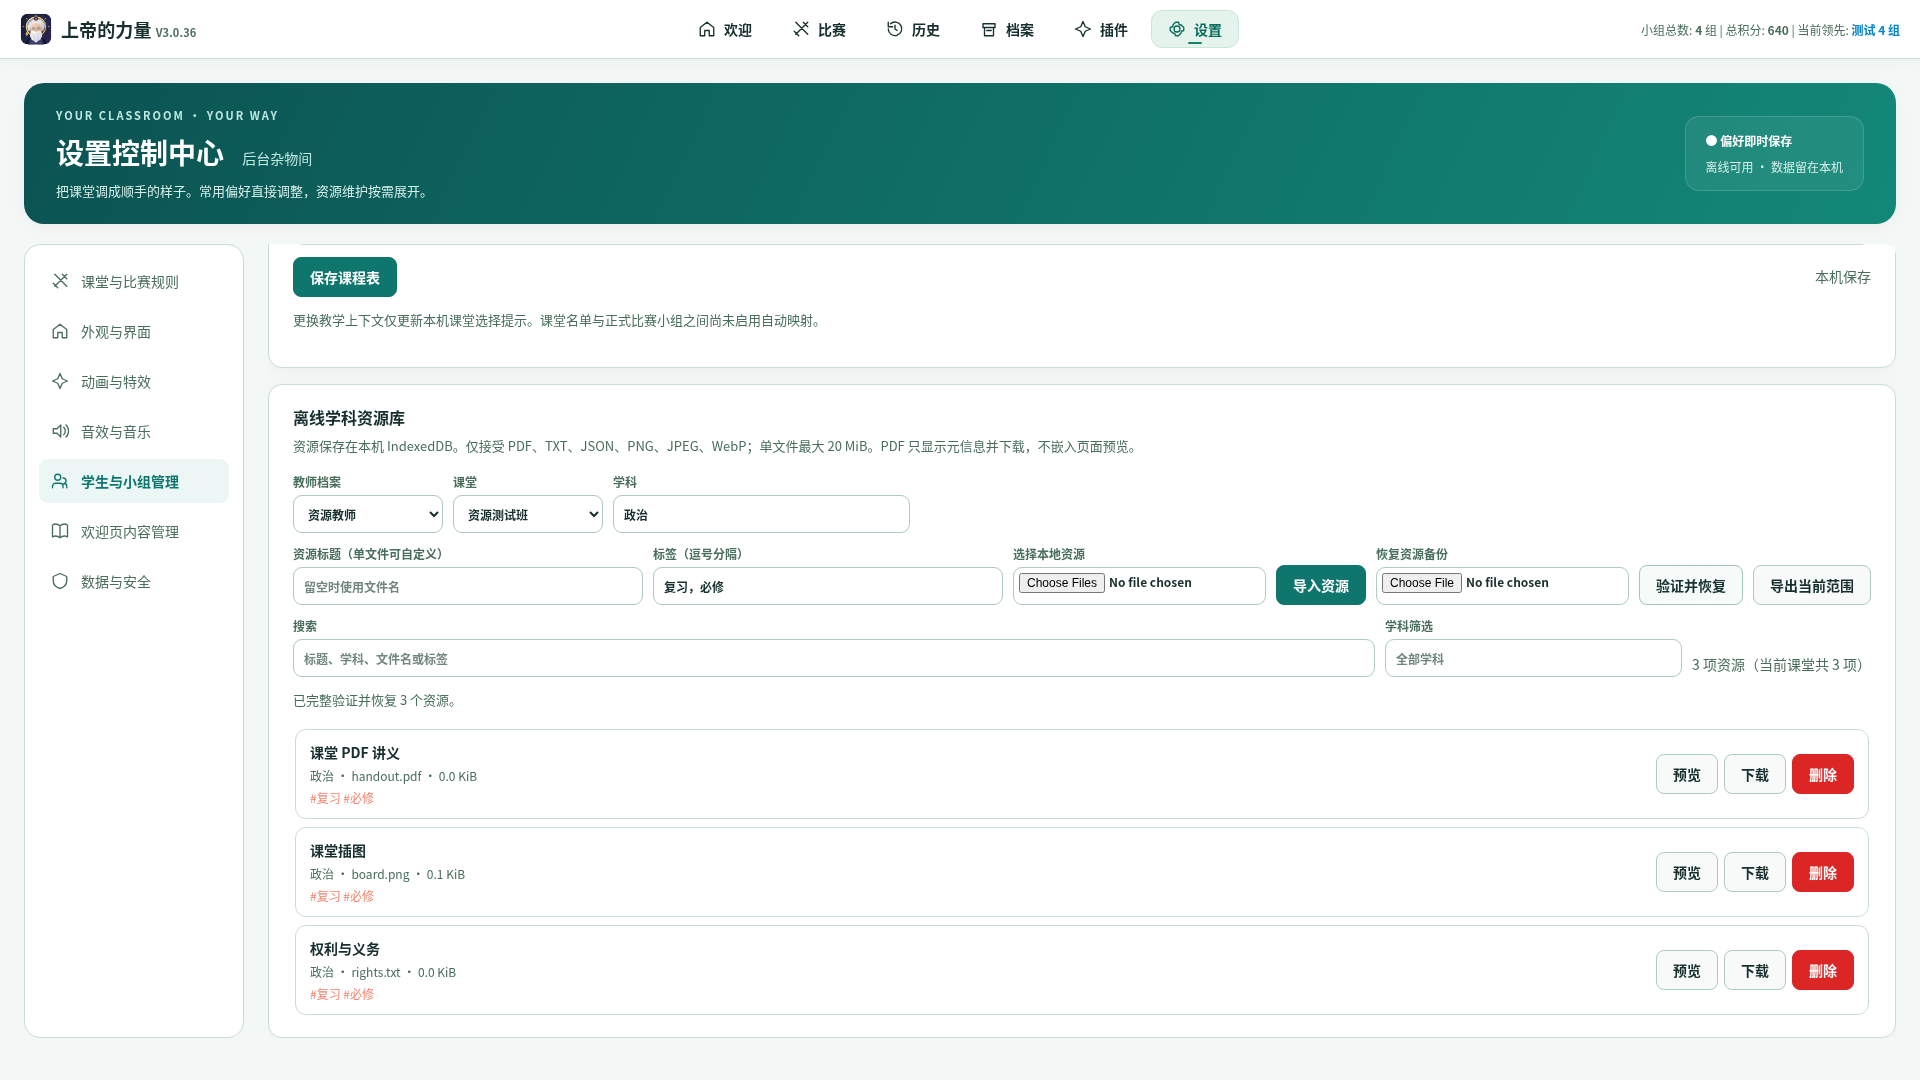 上帝的力量 V3.0.36
欢迎
比赛
历史
档案
插件
设置
小组总数: 4 组 | 总积分: 640 | 当前领先: 测试 4 组
YOUR CLASSROOM · YOUR WAY
设置控制中心 后台杂物间
把课堂调成顺手的样子。常用偏好直接调整，资源维护按需展开。
偏好即时保存
离线可用 · 数据留在本机
课堂与比赛规则
外观与界面
动画与特效
音效与音乐
学生与小组管理
欢迎页内容管理
数据与安全
保存课程表
本机保存
更换教学上下文仅更新本机课堂选择提示。课堂名单与正式比赛小组之间尚未启用自动映射。
离线学科资源库
资源保存在本机 IndexedDB。仅接受 PDF、TXT、JSON、PNG、JPEG、WebP；单文件最大 20 MiB。PDF 只显示元信息并下载，不嵌入页面预览。
教师档案
课堂
学科
资源教师
资源测试班
政治
资源标题（单文件可自定义）
标签（逗号分隔）
选择本地资源
恢复资源备份
留空时使用文件名
复习，必修
Choose Files No file chosen
导入资源
Choose File No file chosen
验证并恢复
导出当前范围
搜索
学科筛选
标题、学科、文件名或标签
全部学科
3 项资源（当前课堂共 3 项）
已完整验证并恢复 3 个资源。
课堂 PDF 讲义
政治 · handout.pdf · 0.0 KiB
#复习 #必修
预览
下载
删除
课堂插图
政治 · board.png · 0.1 KiB
#复习 #必修
预览
下载
删除
权利与义务
政治 · rights.txt · 0.0 KiB
#复习 #必修
预览
下载
删除